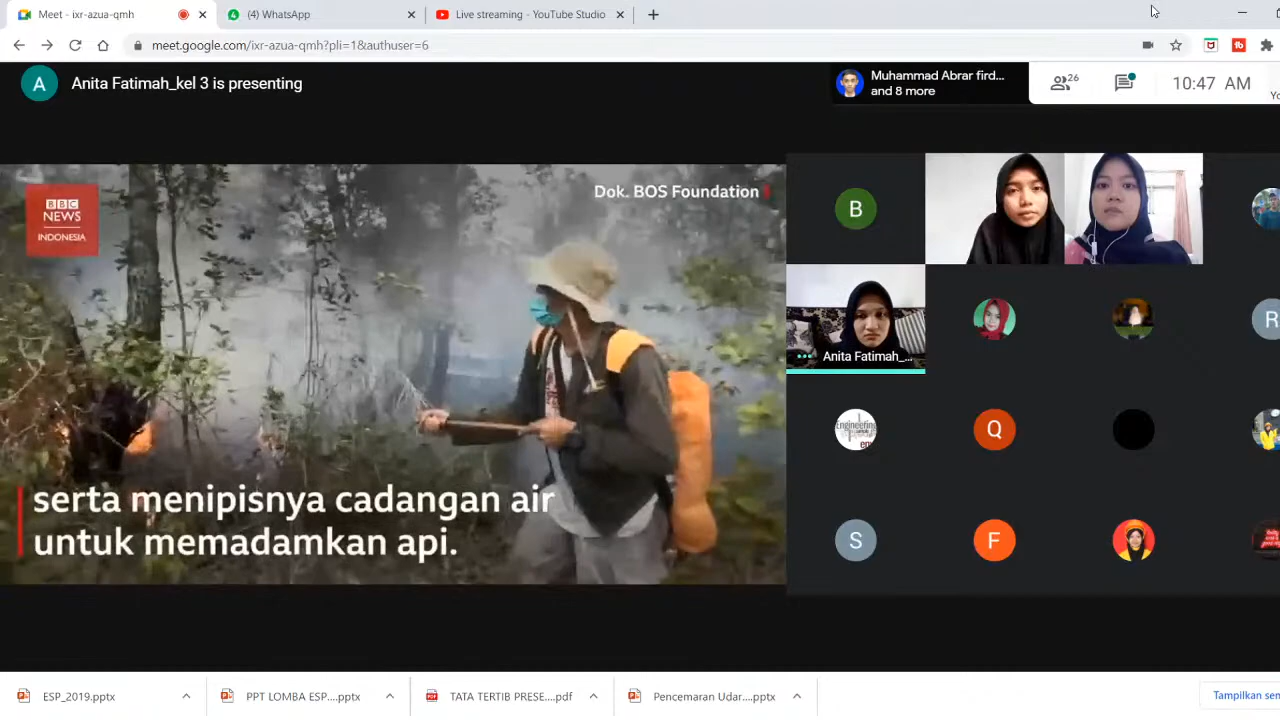 Meet - ixr-azua-qmh
(4) WhatsApp
Live streaming - YouTube Studio
meet.google.com/ixr-azua-qmh?pli=1&authuser=6
A
Anita Fatimah_kel 3 is presenting
Muhammad Abrar fird...
and 8 more
26
10:47 AM
BBC
NEWS
INDONESIA
Dok. BOS Foundation
serta menipisnya cadangan air
untuk memadamkan api.
B
Anita Fatimah_...
R
Engineering
Q
S
F
ESP_2019.pptx
PPT LOMBA ESP....pptx
TATA TERTIB PRESE....pdf
Pencemaran Udar....pptx
Tampilkan sem